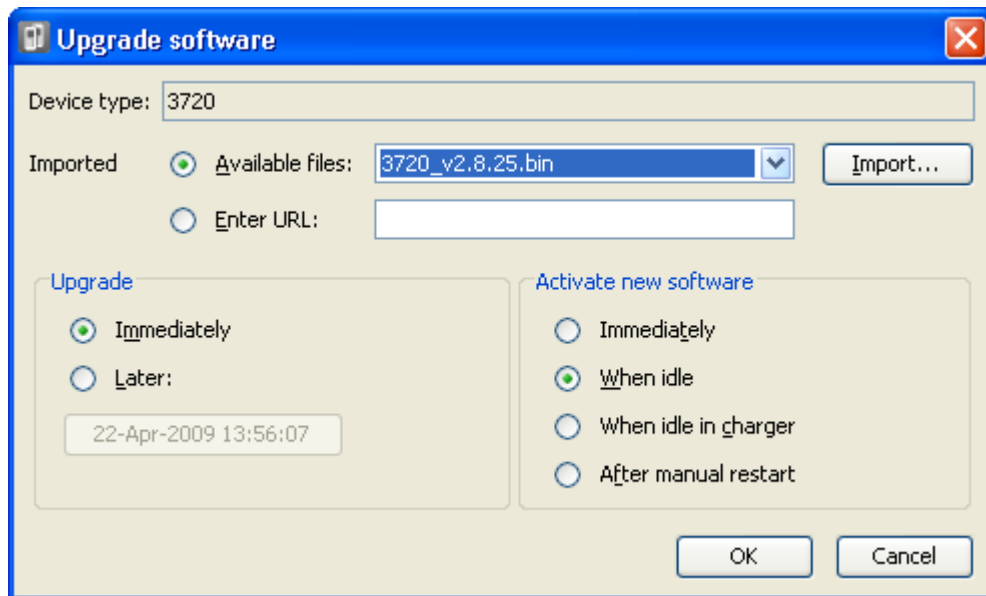 Upgrade software
Device type: 3720
Imported Available files: 3720_v2.8.25.bin Import...
Enter URL:
Upgrade
Immediately
Later:
22-Apr-2009 13:56:07
Activate new software
Immediately
When idle
When idle in charger
After manual restart
OK Cancel